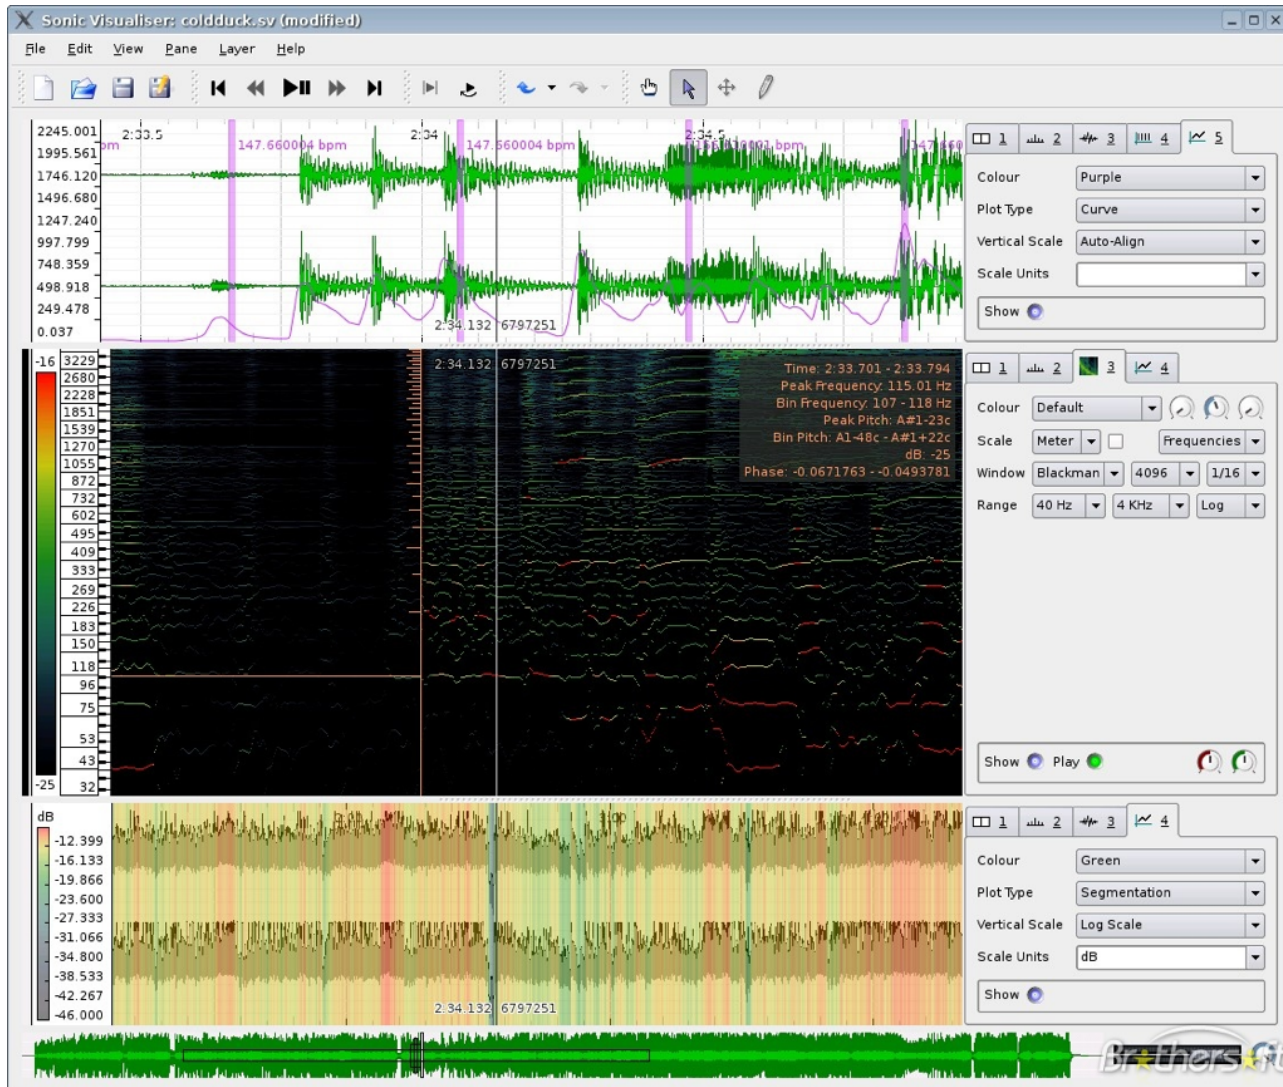 Sonic Visualiser: coldduck.sv (modified)
File Edit View Pane Layer Help
2245.001
1995.561
1746.120
1496.680
1247.240
997.799
748.359
498.918
249.478
0.037
2:33.5 2:34 2:34.5
pm 147.660004 bpm 147.660004 bpm bpm 147.660
2:34.132 6797251
1 2 3 4 5
Colour Purple
Plot Type Curve
Vertical Scale Auto-Align
Scale Units
Show
-16
-25
3229
2680
2228
1851
1539
1270
1055
872
732
602
495
409
333
269
226
183
150
118
96
75
53
43
32
2:34.132 6797251
Time: 2:33.701 - 2:33.794
Peak Frequency: 115.01 Hz
Bin Frequency: 107 - 118 Hz
Peak Pitch: A#1-23c
Bin Pitch: A1-48c - A#1+22c
dB: -25
Phase: -0.0671763 - -0.0493781
1 2 3 4
Colour Default
Scale Meter Frequencies
Window Blackman 4096 1/16
Range 40 Hz 4 KHz Log
Show Play
dB
-12.399
-16.133
-19.866
-23.600
-27.333
-31.066
-34.800
-38.533
-42.267
-46.000
2:34.132 6797251
1 2 3 4
Colour Green
Plot Type Segmentation
Vertical Scale Log Scale
Scale Units dB
Show